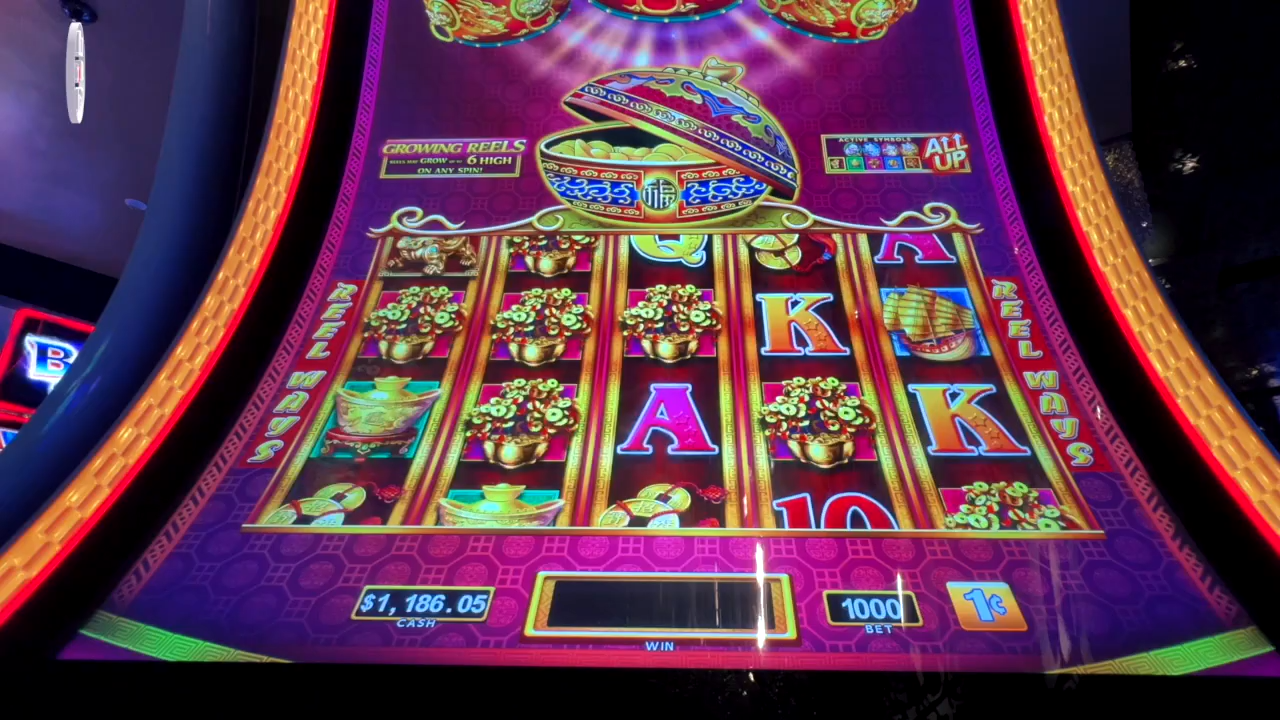 GROWING REELS
REELS MAY GROW UP TO 6 HIGH
ON ANY SPIN!
福
ACTIVE SYMBOLS
ALL
UP
Q
A
K
A
K
10
REEL WAYS
REEL WAYS
B
$1,186.05
CASH
WIN
1000
BET
1¢